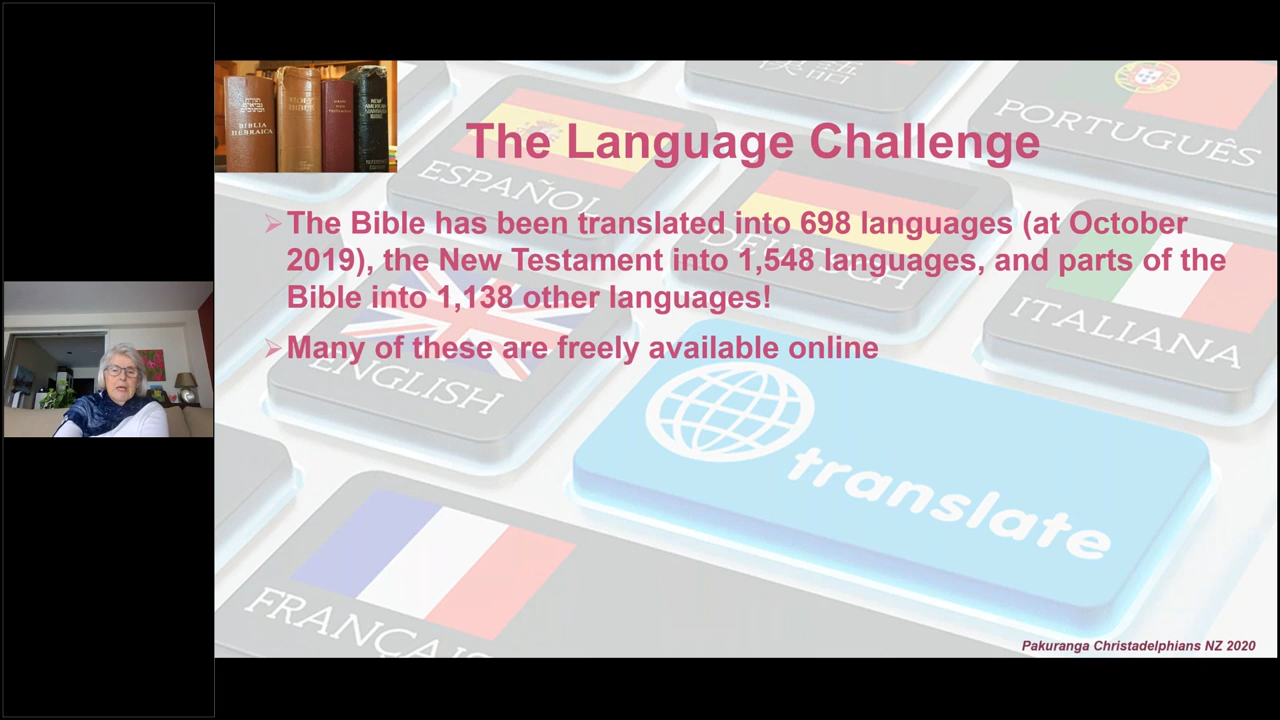 BIBLIA
HEBRAICA
HOLY
BIBLE
NEW
AMERICAN
STANDARD
BIBLE
The Language Challenge
➢The Bible has been translated into 698 languages (at October
2019), the New Testament into 1,548 languages, and parts of the
Bible into 1,138 other languages!
➢Many of these are freely available online
PORTUGUÊS
ESPAÑOL
DEUTSCH
ITALIANA
ENGLISH
translate
FRANÇAI
Pakuranga Christadelphians NZ 2020